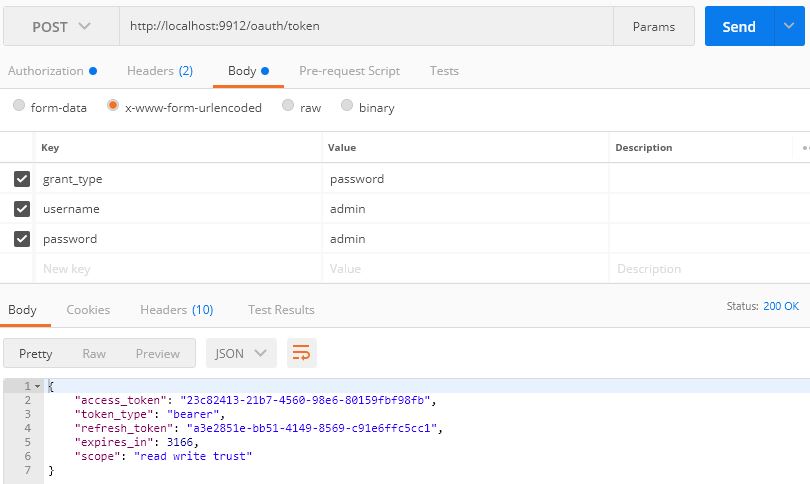 POST http://localhost:9912/oauth/token Params Send
Authorization Headers (2) Body Pre-request Script Tests
form-data x-www-form-urlencoded raw binary
Key Value Description
grant_type password
username admin
password admin
New key Value Description
Body Cookies Headers (10) Test Results Status: 200 OK
Pretty Raw Preview JSON
1 {
2 "access_token": "23c82413-21b7-4560-98e6-80159fbf98fb",
3 "token_type": "bearer",
4 "refresh_token": "a3e2851e-bb51-4149-8569-c91e6ffc5cc1",
5 "expires_in": 3166,
6 "scope": "read write trust"
7 }